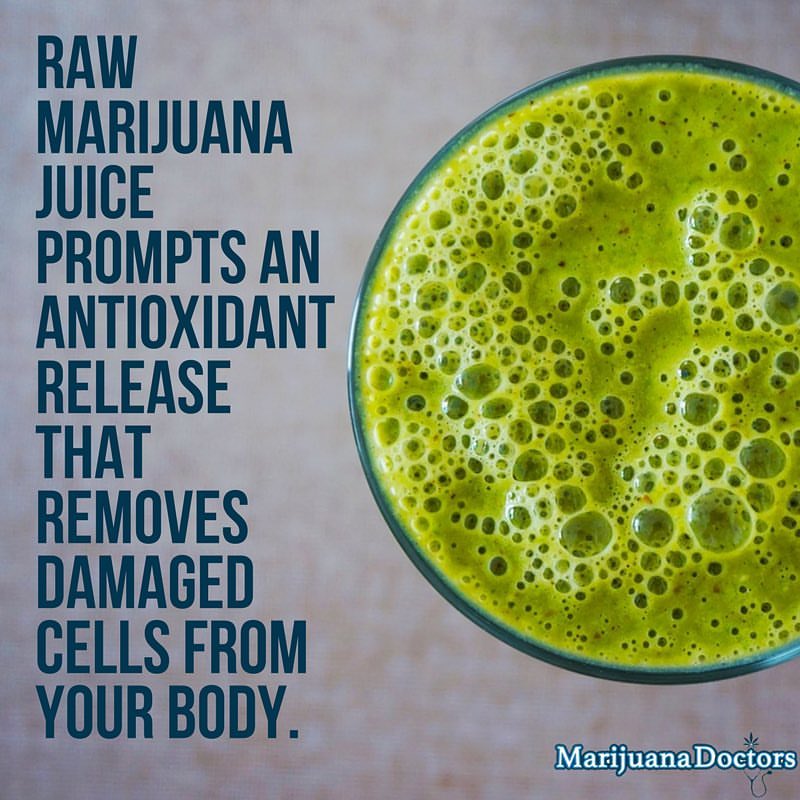 RAW
MARIJUANA
JUICE
PROMPTS AN
ANTIOXIDANT
RELEASE
THAT
REMOVES
DAMAGED
CELLS FROM
YOUR BODY.
MarijuanaDoctors